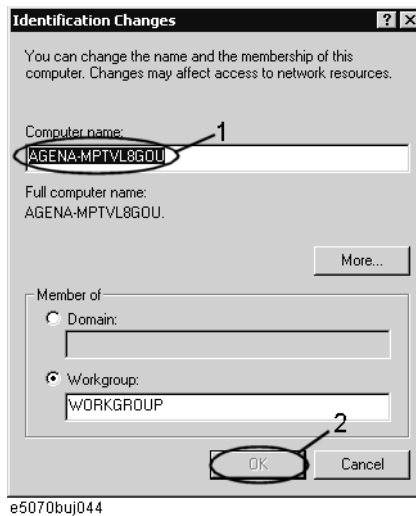 Identification Changes
You can change the name and the membership of this
computer. Changes may affect access to network resources.
Computer name:
1
AGENA-MPTVL8GOU
Full computer name:
AGENA-MPTVL8GOU.
More...
Member of
Domain:
Workgroup:
WORKGROUP
2
OK
Cancel
e5070buj044